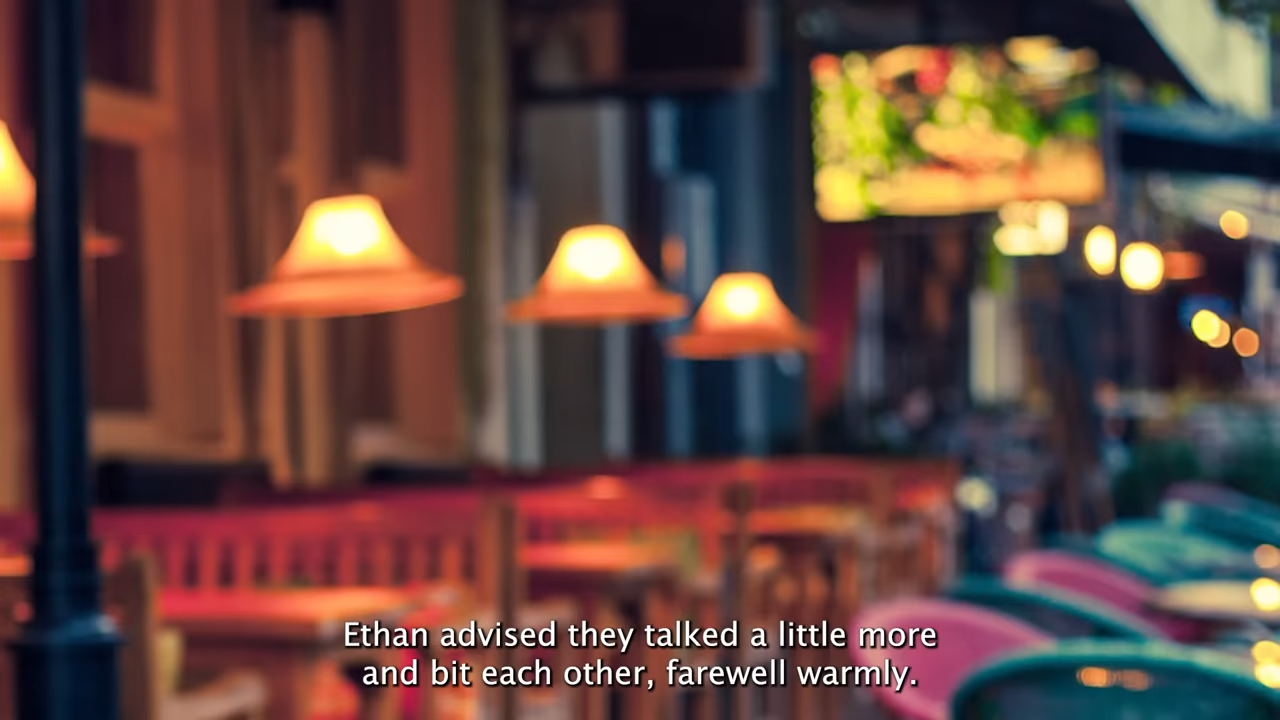 Ethan advised they talked a little more
and bit each other, farewell warmly.